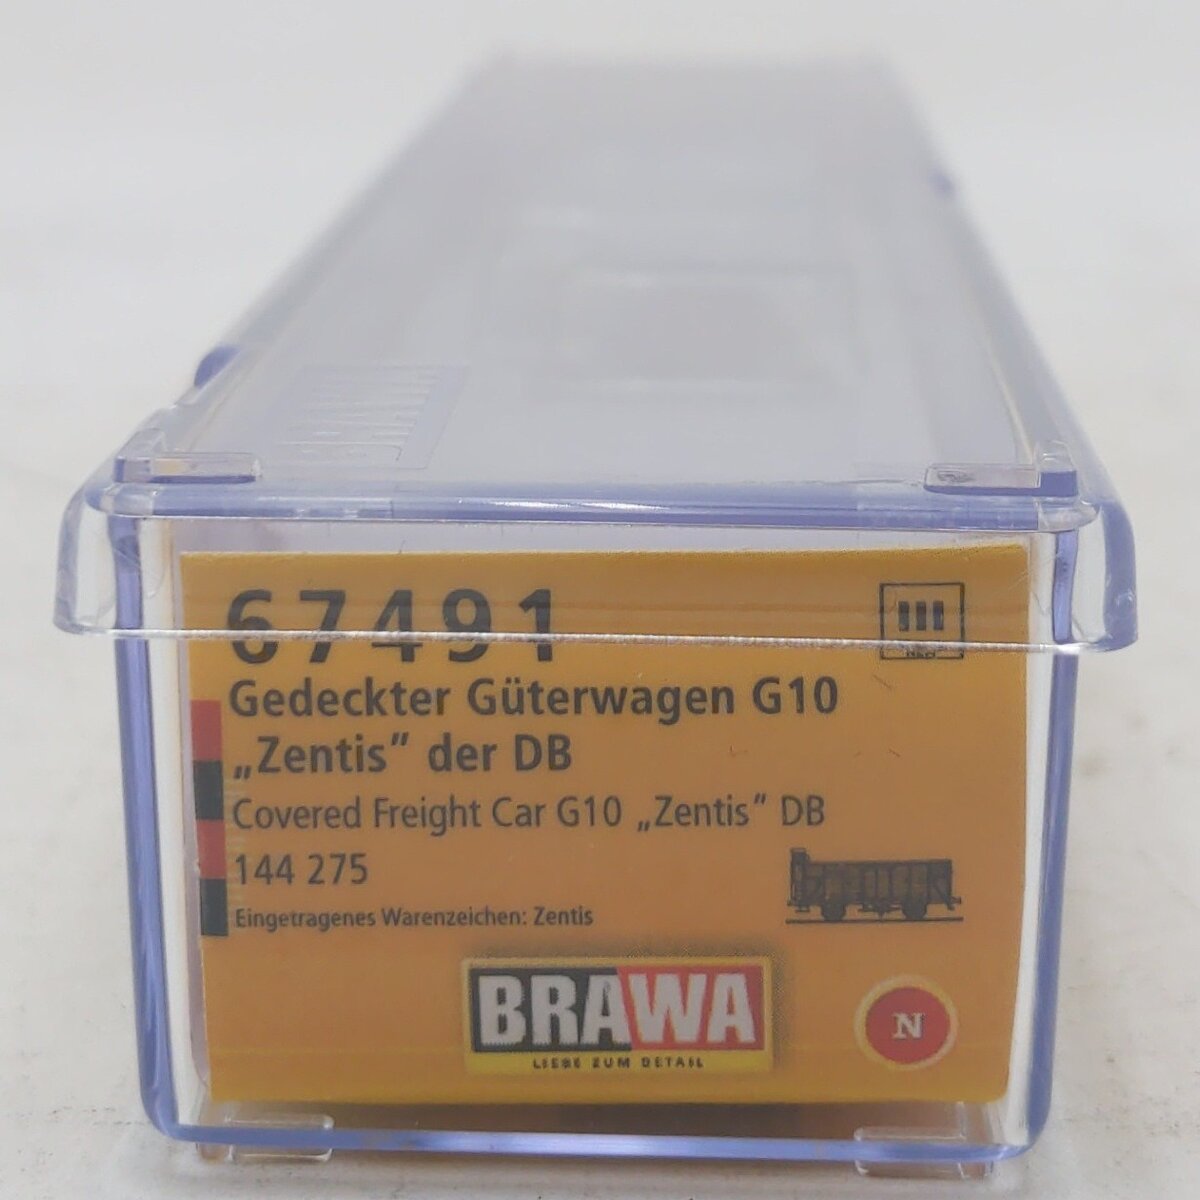 67491
III
Gedeckter Güterwagen G10
„Zentis” der DB
Covered Freight Car G10 „Zentis” DB
144 275
Eingetragenes Warenzeichen: Zentis
BRAWA
LIEBE ZUM DETAIL
N